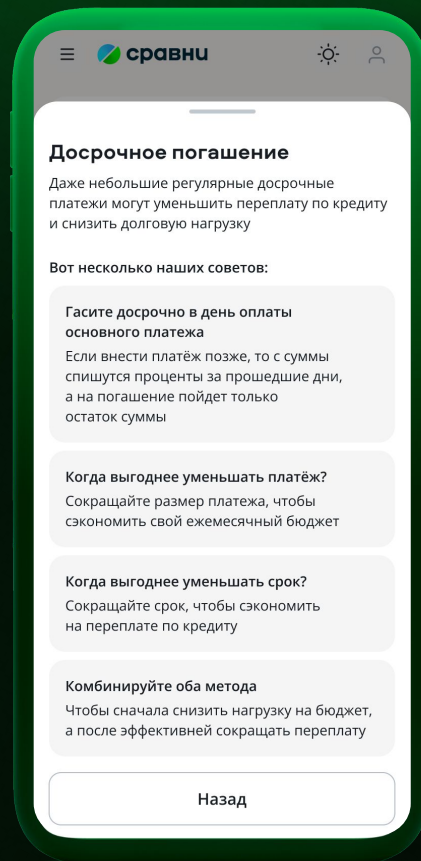 сравни
Досрочное погашение
Даже небольшие регулярные досрочные
платежи могут уменьшить переплату по кредиту
и снизить долговую нагрузку
Вот несколько наших советов:
Гасите досрочно в день оплаты
основного платежа
Если внести платёж позже, то с суммы
спишутся проценты за прошедшие дни,
а на погашение пойдет только
остаток суммы
Когда выгоднее уменьшать платёж?
Сокращайте размер платежа, чтобы
сэкономить свой ежемесячный бюджет
Когда выгоднее уменьшать срок?
Сокращайте срок, чтобы сэкономить
на переплате по кредиту
Комбинируйте оба метода
Чтобы сначала снизить нагрузку на бюджет,
а после эффективней сокращать переплату
Назад